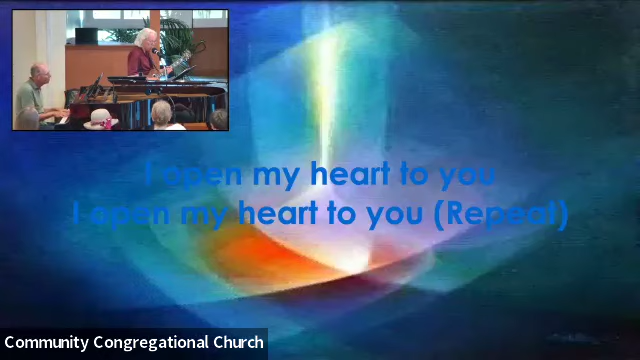 I open my heart to you
I open my heart to you (Repeat)
Community Congregational Church